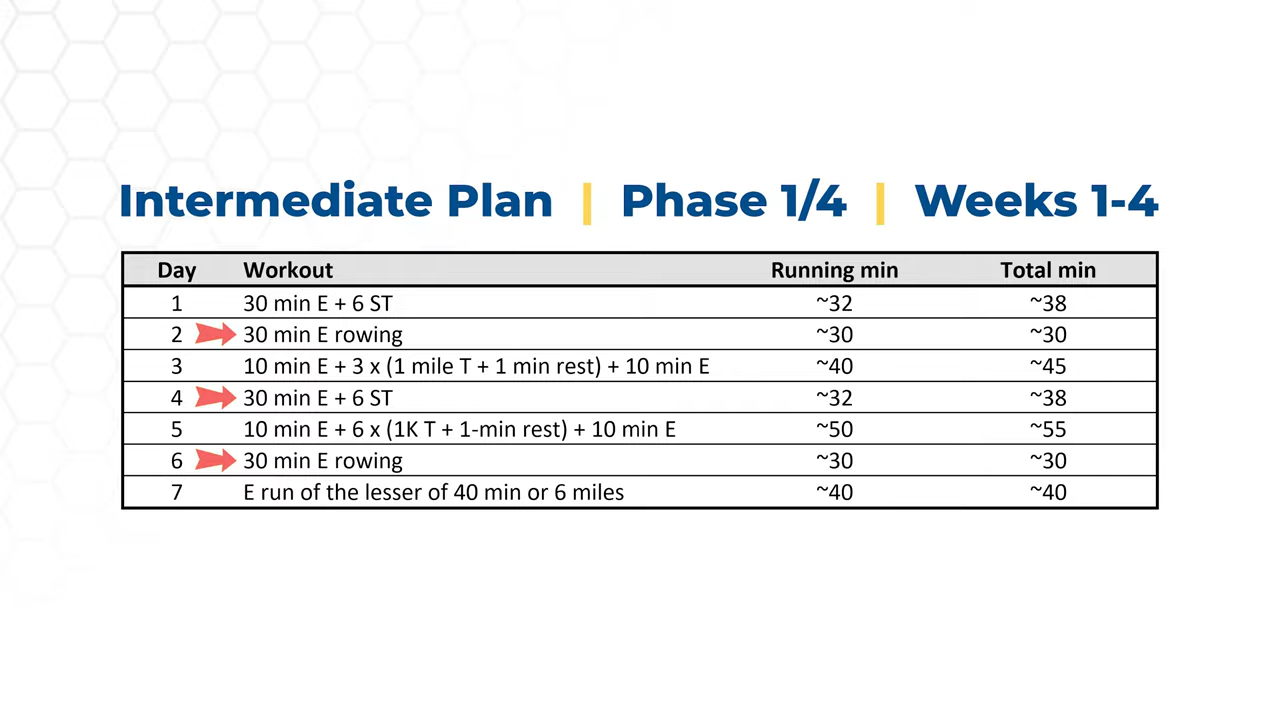 Intermediate Plan | Phase 1/4 | Weeks 1-4
Day Workout Running min Total min
1 30 min E + 6 ST ~32 ~38
2 30 min E rowing ~30 ~30
3 10 min E + 3 x (1 mile T + 1 min rest) + 10 min E ~40 ~45
4 30 min E + 6 ST ~32 ~38
5 10 min E + 6 x (1K T + 1-min rest) + 10 min E ~50 ~55
6 30 min E rowing ~30 ~30
7 E run of the lesser of 40 min or 6 miles ~40 ~40